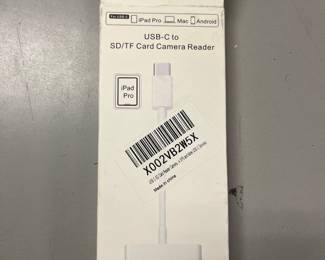 For USB-C iPad Pro Mac Android
USB-C to
SD/TF Card Camera Reader
iPad
Pro
X002VB2W5X
Made in china